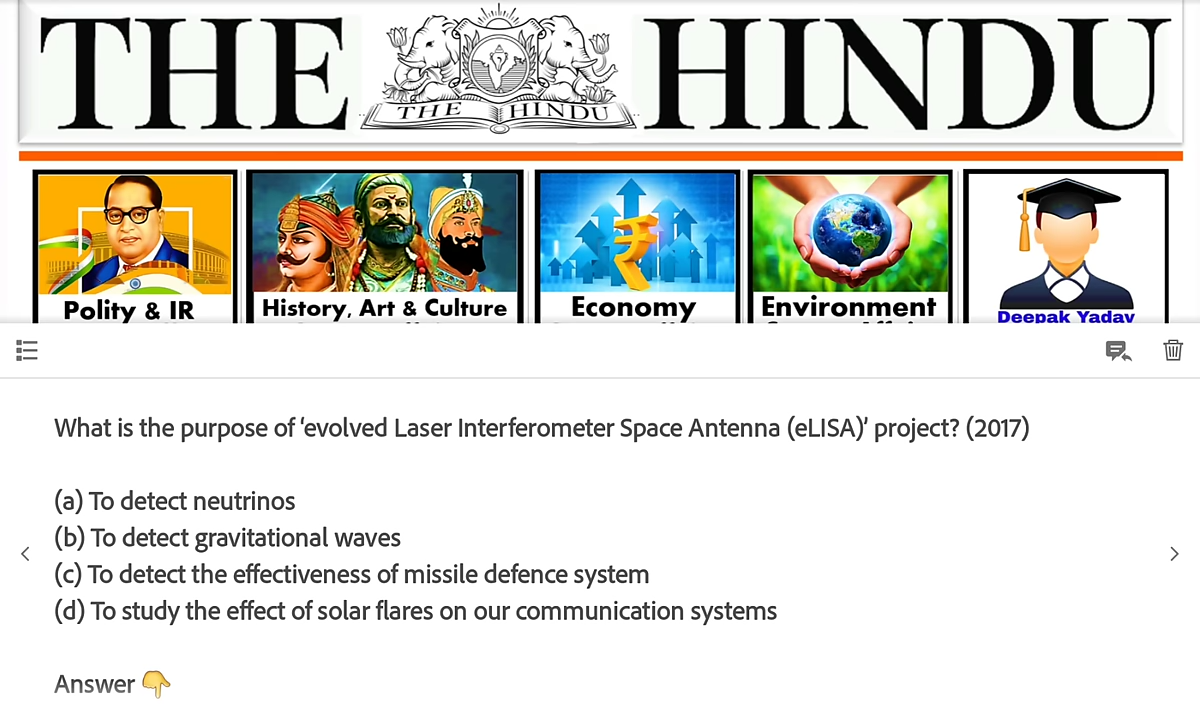 THE HINDU
THE HINDU
Polity & IR
History, Art & Culture
Economy
Environment
Deepak Yadav
What is the purpose of ‘evolved Laser Interferometer Space Antenna (eLISA)’ project? (2017)
(a) To detect neutrinos
(b) To detect gravitational waves
(c) To detect the effectiveness of missile defence system
(d) To study the effect of solar flares on our communication systems
Answer 👇